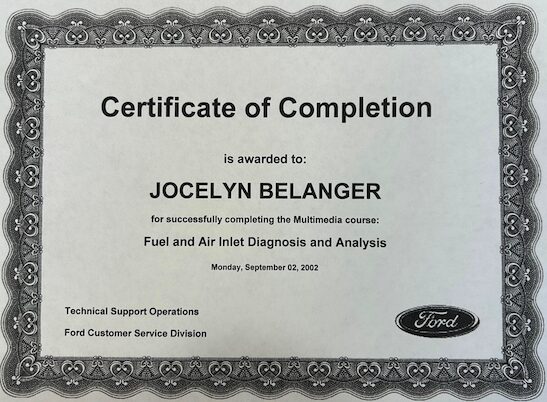 Certificate of Completion
is awarded to:
JOCELYN BELANGER
for successfully completing the Multimedia course:
Fuel and Air Inlet Diagnosis and Analysis
Monday, September 02, 2002
Technical Support Operations
Ford Customer Service Division
Ford